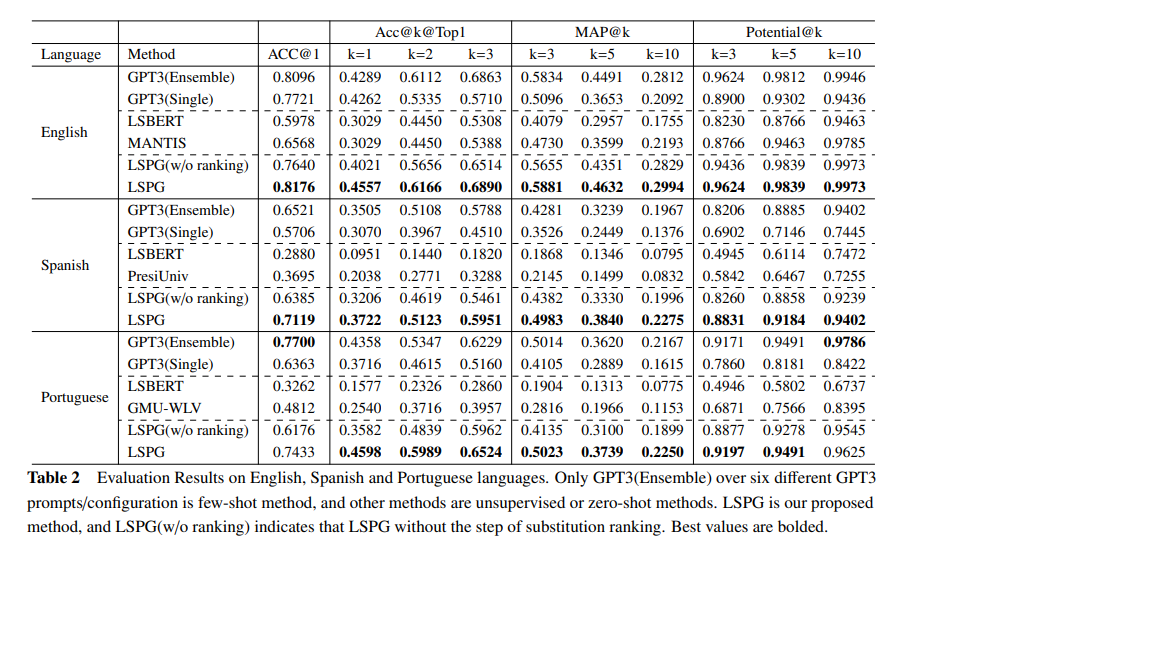 Acc@k@Top1 MAP@k Potential@k
Language Method ACC@1 k=1 k=2 k=3 k=3 k=5 k=10 k=3 k=5 k=10
English
GPT3(Ensemble) 0.8096 0.4289 0.6112 0.6863 0.5834 0.4491 0.2812 0.9624 0.9812 0.9946
GPT3(Single) 0.7721 0.4262 0.5335 0.5710 0.5096 0.3653 0.2092 0.8900 0.9302 0.9436
LSBERT 0.5978 0.3029 0.4450 0.5308 0.4079 0.2957 0.1755 0.8230 0.8766 0.9463
MANTIS 0.6568 0.3029 0.4450 0.5388 0.4730 0.3599 0.2193 0.8766 0.9463 0.9785
LSPG(w/o ranking) 0.7640 0.4021 0.5656 0.6514 0.5655 0.4351 0.2829 0.9436 0.9839 0.9973
LSPG 0.8176 0.4557 0.6166 0.6890 0.5881 0.4632 0.2994 0.9624 0.9839 0.9973
Spanish
GPT3(Ensemble) 0.6521 0.3505 0.5108 0.5788 0.4281 0.3239 0.1967 0.8206 0.8885 0.9402
GPT3(Single) 0.5706 0.3070 0.3967 0.4510 0.3526 0.2449 0.1376 0.6902 0.7146 0.7445
LSBERT 0.2880 0.0951 0.1440 0.1820 0.1868 0.1346 0.0795 0.4945 0.6114 0.7472
PresiUniv 0.3695 0.2038 0.2771 0.3288 0.2145 0.1499 0.0832 0.5842 0.6467 0.7255
LSPG(w/o ranking) 0.6385 0.3206 0.4619 0.5461 0.4382 0.3330 0.1996 0.8260 0.8858 0.9239
LSPG 0.7119 0.3722 0.5123 0.5951 0.4983 0.3840 0.2275 0.8831 0.9184 0.9402
Portuguese
GPT3(Ensemble) 0.7700 0.4358 0.5347 0.6229 0.5014 0.3620 0.2167 0.9171 0.9491 0.9786
GPT3(Single) 0.6363 0.3716 0.4615 0.5160 0.4105 0.2889 0.1615 0.7860 0.8181 0.8422
LSBERT 0.3262 0.1577 0.2326 0.2860 0.1904 0.1313 0.0775 0.4946 0.5802 0.6737
GMU-WLV 0.4812 0.2540 0.3716 0.3957 0.2816 0.1966 0.1153 0.6871 0.7566 0.8395
LSPG(w/o ranking) 0.6176 0.3582 0.4839 0.5962 0.4135 0.3100 0.1899 0.8877 0.9278 0.9545
LSPG 0.7433 0.4598 0.5989 0.6524 0.5023 0.3739 0.2250 0.9197 0.9491 0.9625
Table 2 Evaluation Results on English, Spanish and Portuguese languages. Only GPT3(Ensemble) over six different GPT3
prompts/configuration is few-shot method, and other methods are unsupervised or zero-shot methods. LSPG is our proposed
method, and LSPG(w/o ranking) indicates that LSPG without the step of substitution ranking. Best values are bolded.